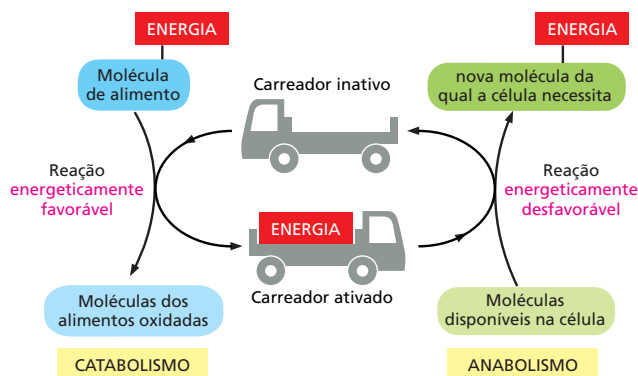 ENERGIA
ENERGIA
Molécula
de alimento
Carreador inativo
nova molécula da
qual a célula necessita
Reação
energeticamente
favorável
Reação
energeticamente
desfavorável
ENERGIA
Carreador ativado
Moléculas dos
alimentos oxidadas
Moléculas
disponíveis na célula
CATABOLISMO
ANABOLISMO